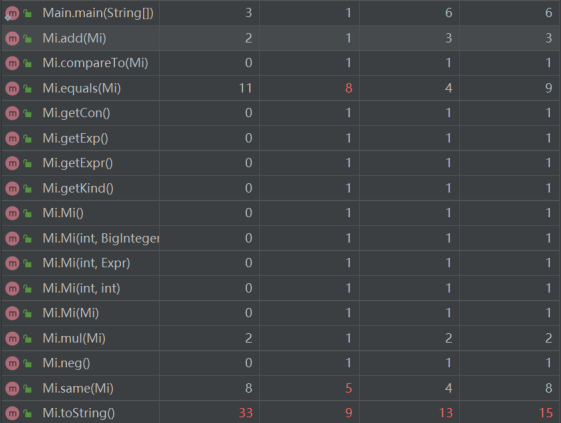 Main.main(String[]) 3 1 6 6
Mi.add(Mi) 2 1 3 3
Mi.compareTo(Mi) 0 1 1 1
Mi.equals(Mi) 11 8 4 9
Mi.getCon() 0 1 1 1
Mi.getExp() 0 1 1 1
Mi.getExpr() 0 1 1 1
Mi.getKind() 0 1 1 1
Mi.Mi() 0 1 1 1
Mi.Mi(int, BigInteger 0 1 1 1
Mi.Mi(int, Expr) 0 1 1 1
Mi.Mi(int, int) 0 1 1 1
Mi.Mi(Mi) 0 1 1 1
Mi.mul(Mi) 2 1 2 2
Mi.neg() 0 1 1 1
Mi.same(Mi) 8 5 4 8
Mi.toString() 33 9 13 15